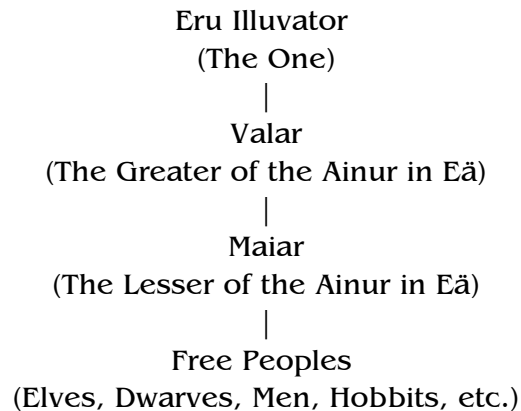 Eru Illuvator
(The One)
|
Valar
(The Greater of the Ainur in Eä)
|
Maiar
(The Lesser of the Ainur in Eä)
|
Free Peoples
(Elves, Dwarves, Men, Hobbits, etc.)